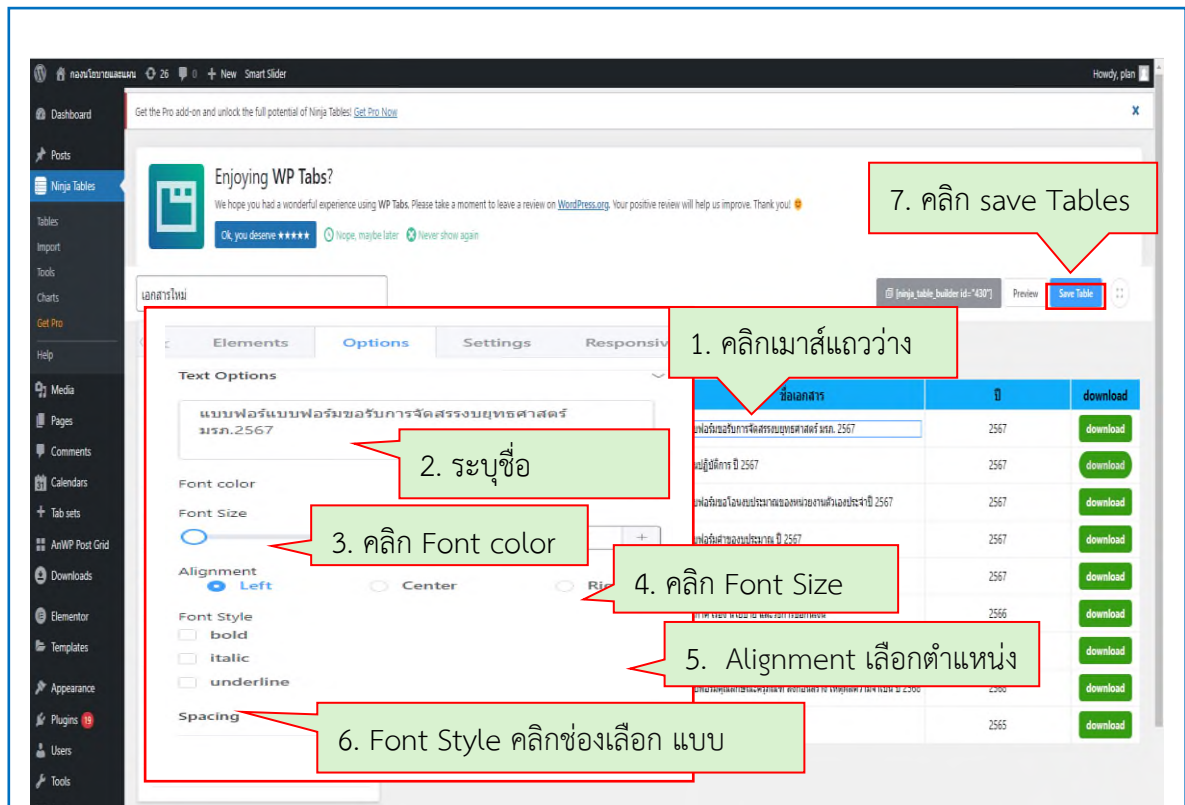 กองนโยบายและแผน 26 0 + New Smart Slider Howdy, plan
Dashboard
Posts
Ninja Tables
Tables
Import
Tools
Charts
Get Pro
Help
Media
Pages
Comments
Calendars
Tab sets
AnWP Post Grid
Downloads
Elementor
Templates
Appearance
Plugins 19
Users
Tools
Get the Pro add-on and unlock the full potential of Ninja Tables! Get Pro Now x
Enjoying WP Tabs?
We hope you had a wonderful experience using WP Tabs. Please take a moment to leave a review on WordPress.org. Your positive review will help us improve. Thank you!
Ok, you deserve ★★★★★ Nope, maybe later Never show again
7. คลิก save Tables
เอกสารใหม่
[ninja_table_builder id="430"] Preview Save Table
Elements Options Settings Responsiv
1. คลิกเมาส์แถวว่าง
Text Options
แบบฟอร์แบบฟอร์มขอรับการจัดสรรงบยุทธศาสตร์
มรภ.2567
2. ระบุชื่อ
Font color
Font Size
3. คลิก Font color
+
Alignment
Left Center Ri
4. คลิก Font Size
Font Style
bold
italic
underline
5. Alignment เลือกตำแหน่ง
Spacing
6. Font Style คลิกช่องเลือก แบบ
ชื่อเอกสาร ปี download
บฟอร์มขอรับการจัดสรรงบยุทธศาสตร์ มรภ. 2567 2567 download
นปฏิบัติการ ปี 2567 2567 download
บฟอร์มขอโอนงบประมาณของหน่วยงานตัวเองประจำปี 2567 2567 download
บฟอร์มคำของบประมาณ ปี 2567 2567 download
2567 download
2566 download
download
download
2565 download